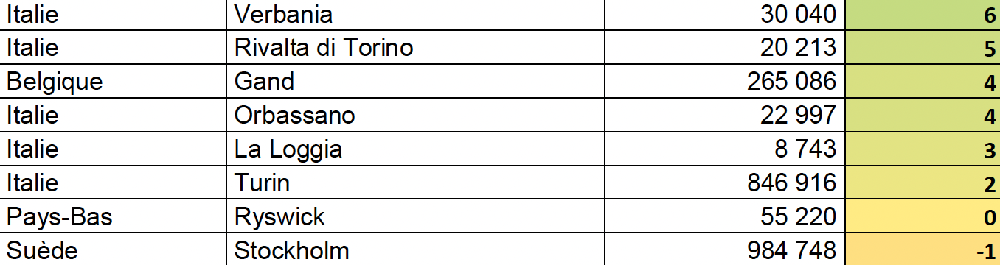 Italie Verbania 30 040 6
Italie Rivalta di Torino 20 213 5
Belgique Gand 265 086 4
Italie Orbassano 22 997 4
Italie La Loggia 8 743 3
Italie Turin 846 916 2
Pays-Bas Ryswick 55 220 0
Suède Stockholm 984 748 -1